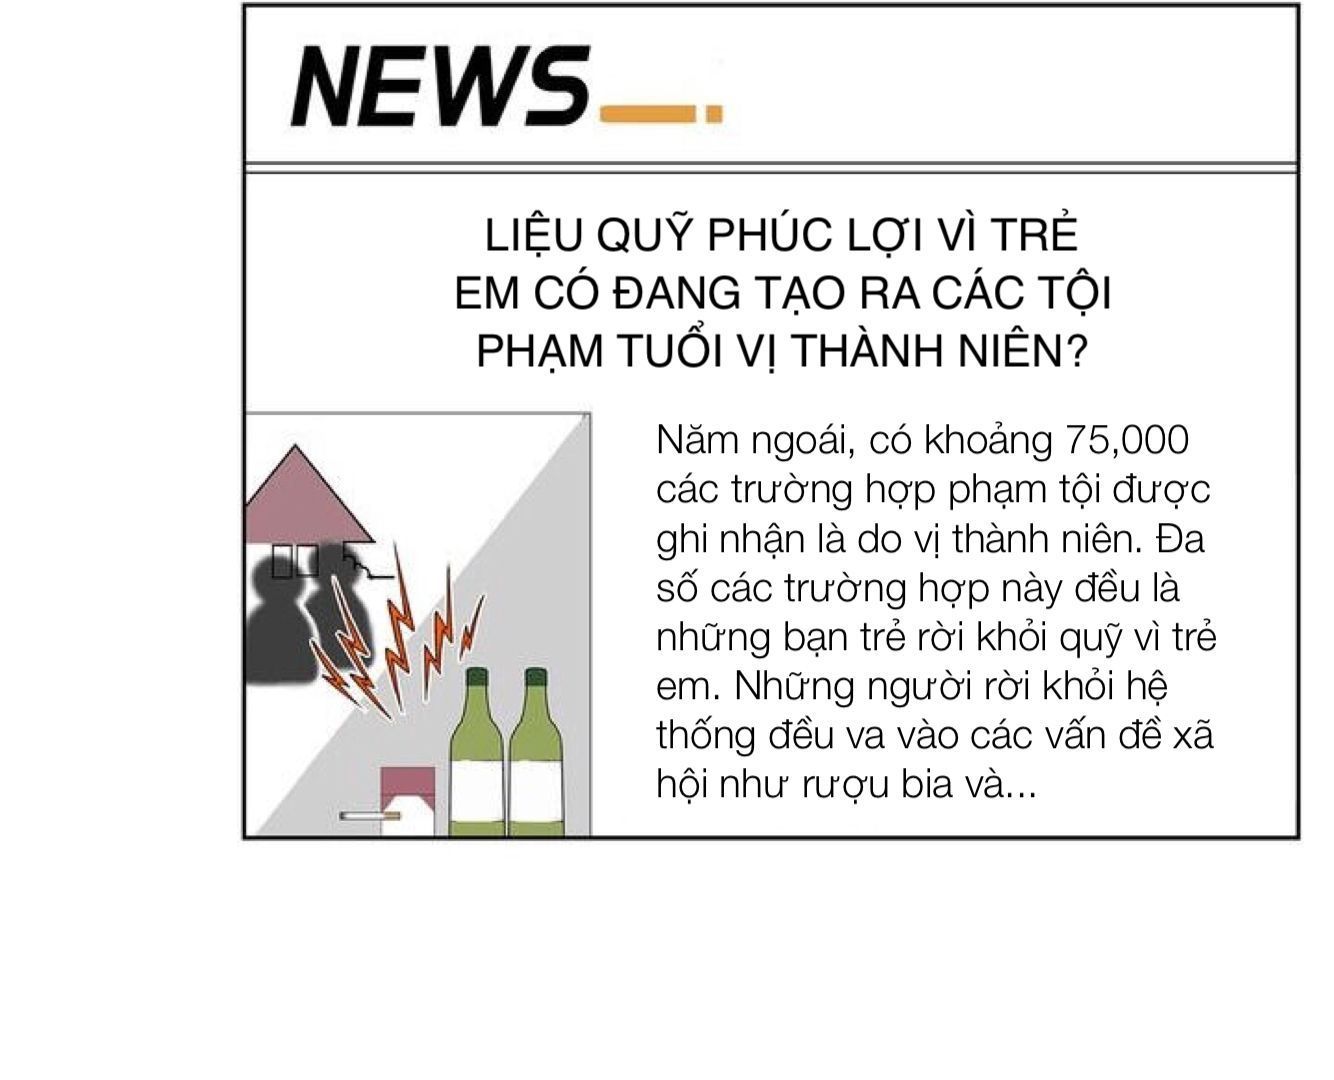 NEWS
LIỆU QUỸ PHÚC LỢI VÌ TRẺ
EM CÓ ĐANG TẠO RA CÁC TỘI
PHẠM TUỔI VỊ THÀNH NIÊN?
Năm ngoái, có khoảng 75,000
các trường hợp phạm tội được
ghi nhận là do vị thành niên. Đa
số các trường hợp này đều là
những bạn trẻ rời khỏi quỹ vì trẻ
em. Những người rời khỏi hệ
thống đều va vào các vấn đề xã
hội như rượu bia và...